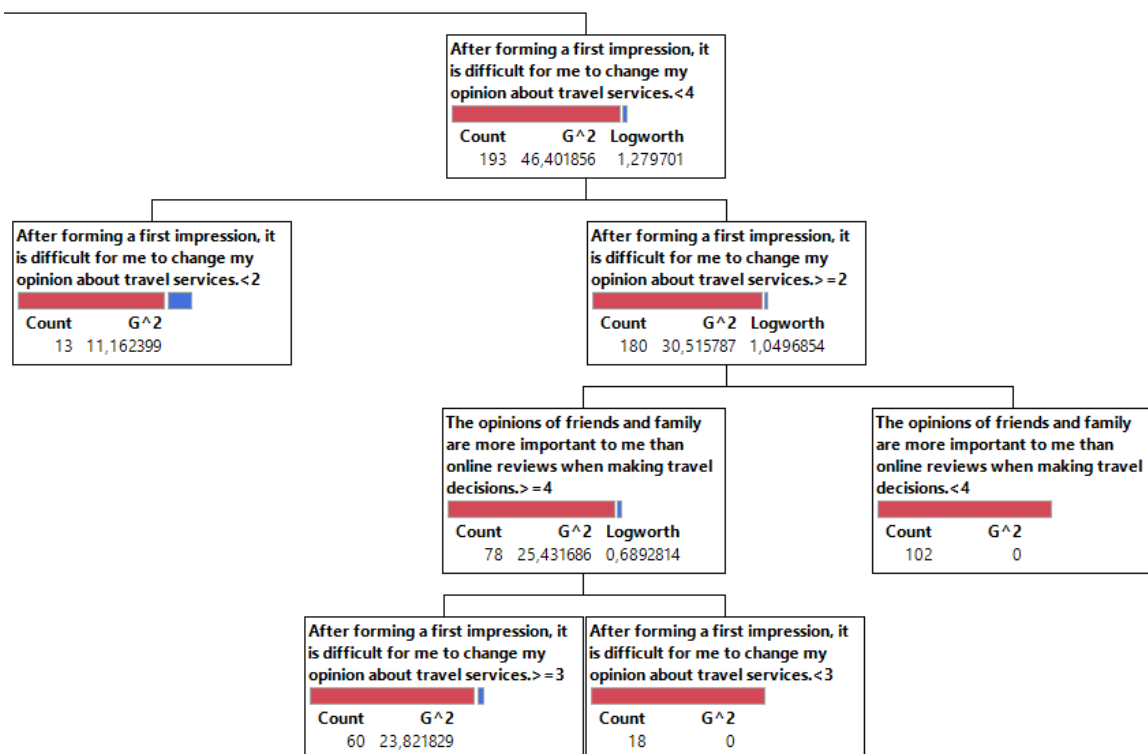 After forming a first impression, it
is difficult for me to change my
opinion about travel services.<4
Count G^2 Logworth
193 46,401856 1,279701
After forming a first impression, it
is difficult for me to change my
opinion about travel services.<2
Count G^2
13 11,162399
After forming a first impression, it
is difficult for me to change my
opinion about travel services.>=2
Count G^2 Logworth
180 30,515787 1,0496854
The opinions of friends and family
are more important to me than
online reviews when making travel
decisions.>=4
Count G^2 Logworth
78 25,431686 0,6892814
The opinions of friends and family
are more important to me than
online reviews when making travel
decisions.<4
Count G^2
102 0
After forming a first impression, it
is difficult for me to change my
opinion about travel services.>=3
Count G^2
60 23,821829
After forming a first impression, it
is difficult for me to change my
opinion about travel services.<3
Count G^2
18 0